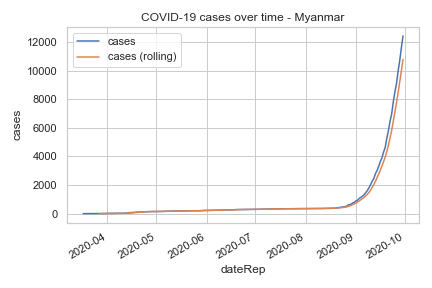 COVID-19 cases over time - Myanmar
cases
cases (rolling)
12000
10000
8000
6000
4000
2000
0
cases
2020-04
2020-05
2020-06
2020-07
2020-08
2020-09
2020-10
dateRep